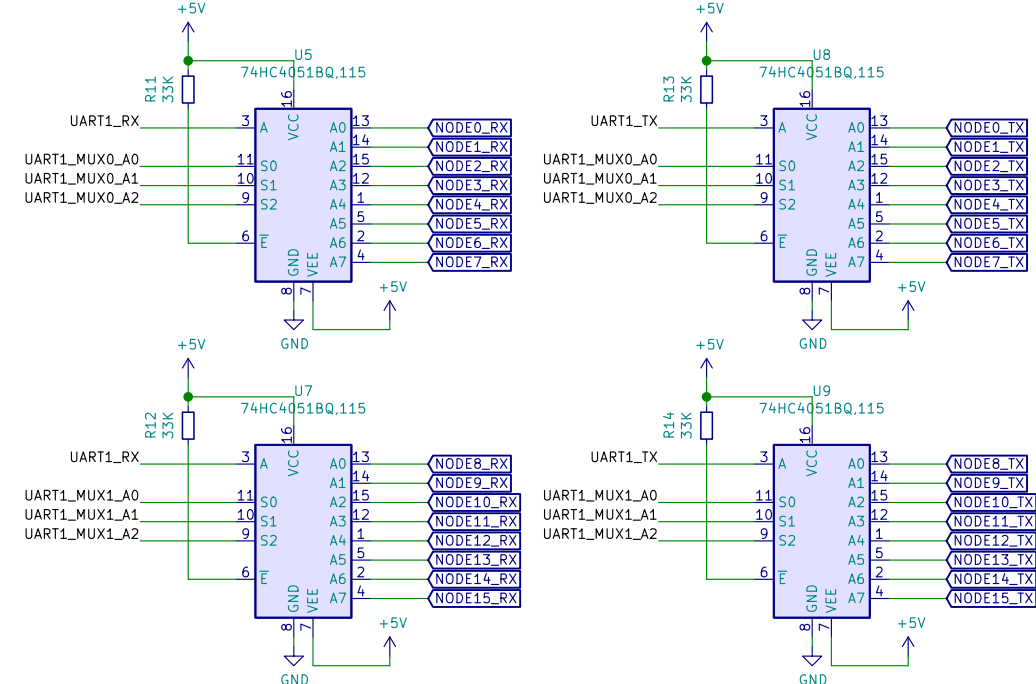 +5V
U5
74HC4051BQ,115
R11
33K
16
VCC
UART1_RX
3
A
UART1_MUX0_A0
11
S0
UART1_MUX0_A1
10
S1
UART1_MUX0_A2
9
S2
6
E
A0
13
NODE0_RX
A1
14
NODE1_RX
A2
15
NODE2_RX
A3
12
NODE3_RX
A4
1
NODE4_RX
A5
5
NODE5_RX
A6
2
NODE6_RX
A7
4
NODE7_RX
GND
VEE
8
7
+5V
GND
+5V
U8
74HC4051BQ,115
R13
33K
16
VCC
UART1_TX
3
A
UART1_MUX0_A0
11
S0
UART1_MUX0_A1
10
S1
UART1_MUX0_A2
9
S2
6
E
A0
13
NODE0_TX
A1
14
NODE1_TX
A2
15
NODE2_TX
A3
12
NODE3_TX
A4
1
NODE4_TX
A5
5
NODE5_TX
A6
2
NODE6_TX
A7
4
NODE7_TX
GND
VEE
8
7
+5V
GND
+5V
U7
74HC4051BQ,115
R12
33K
16
VCC
UART1_RX
3
A
UART1_MUX1_A0
11
S0
UART1_MUX1_A1
10
S1
UART1_MUX1_A2
9
S2
6
E
A0
13
NODE8_RX
A1
14
NODE9_RX
A2
15
NODE10_RX
A3
12
NODE11_RX
A4
1
NODE12_RX
A5
5
NODE13_RX
A6
2
NODE14_RX
A7
4
NODE15_RX
GND
VEE
8
7
+5V
GND
+5V
U9
74HC4051BQ,115
R14
33K
16
VCC
UART1_TX
3
A
UART1_MUX1_A0
11
S0
UART1_MUX1_A1
10
S1
UART1_MUX1_A2
9
S2
6
E
A0
13
NODE8_TX
A1
14
NODE9_TX
A2
15
NODE10_TX
A3
12
NODE11_TX
A4
1
NODE12_TX
A5
5
NODE13_TX
A6
2
NODE14_TX
A7
4
NODE15_TX
GND
VEE
8
7
+5V
GND